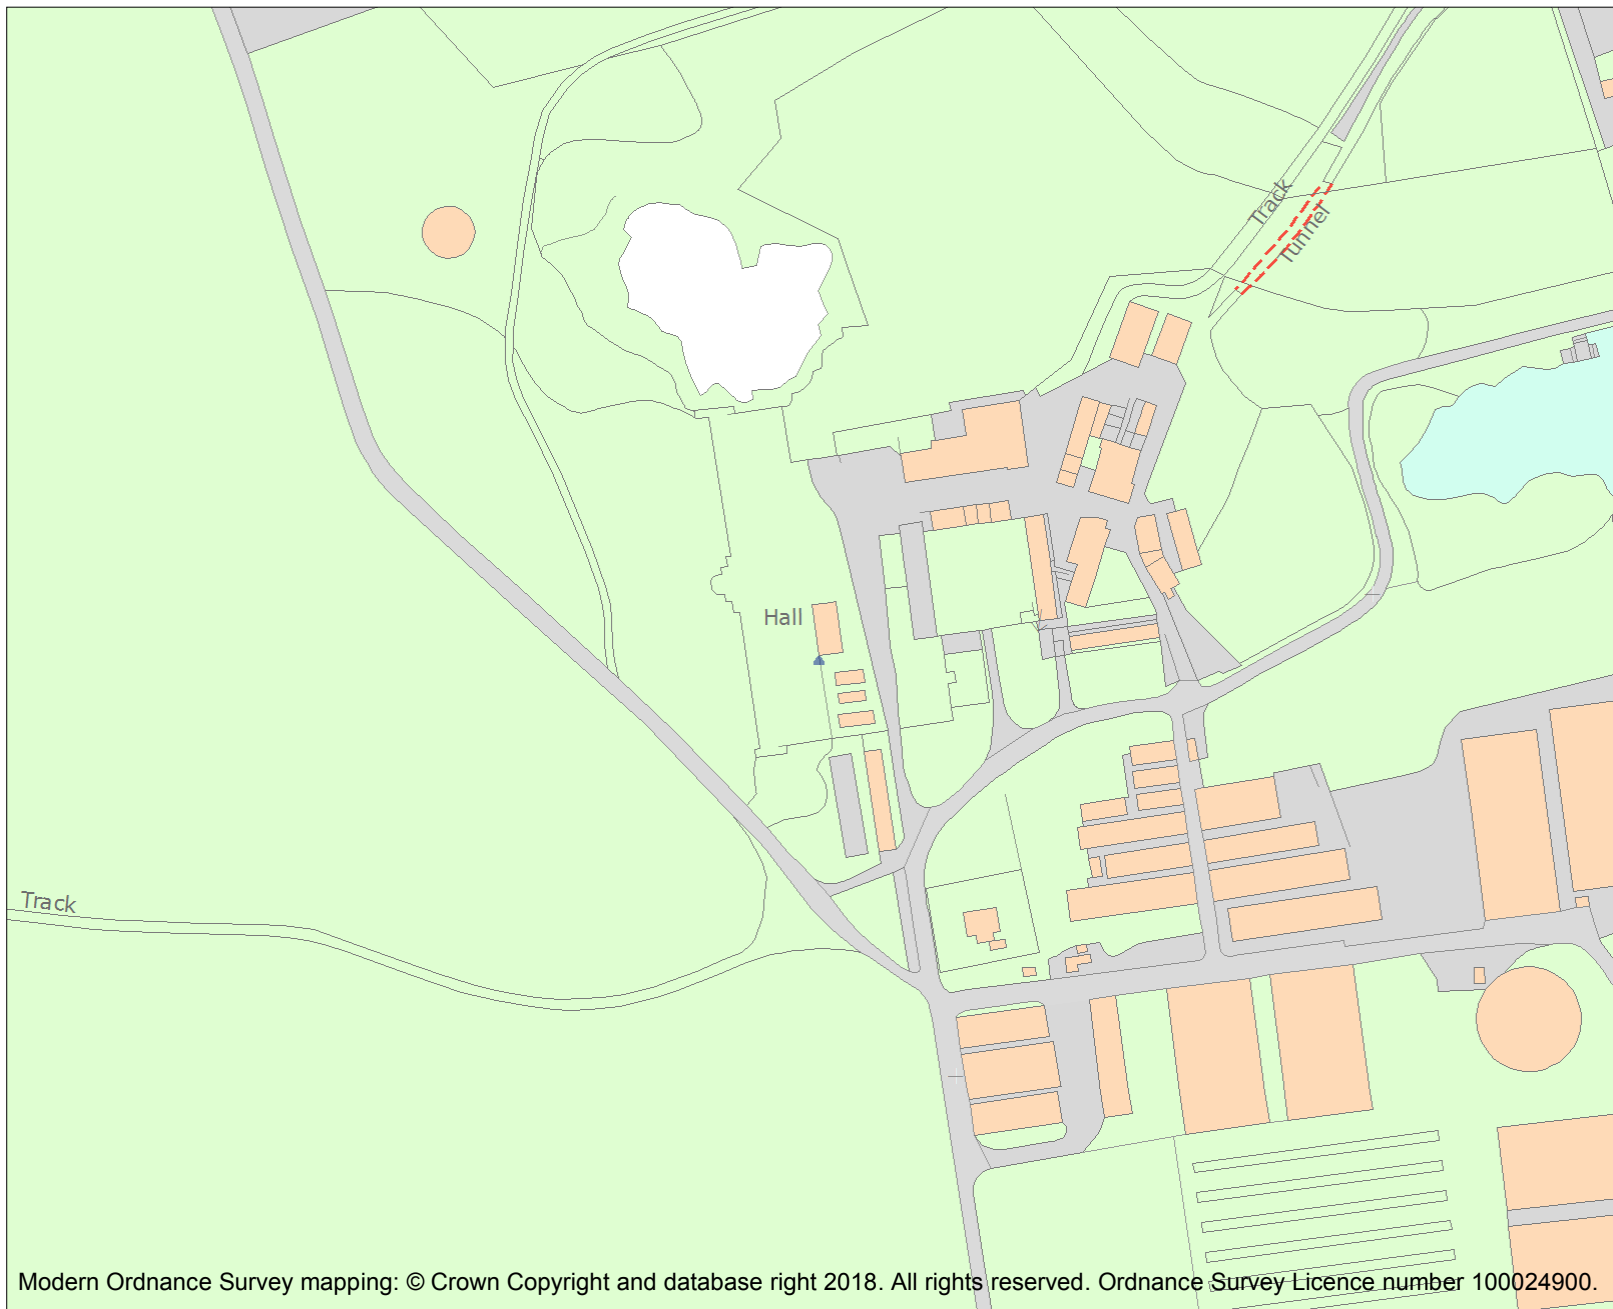 Track
Tunnel
Hall
Track
Modern Ordnance Survey mapping: © Crown Copyright and database right 2018. All rights reserved. Ordnance Survey Licence number 100024900.